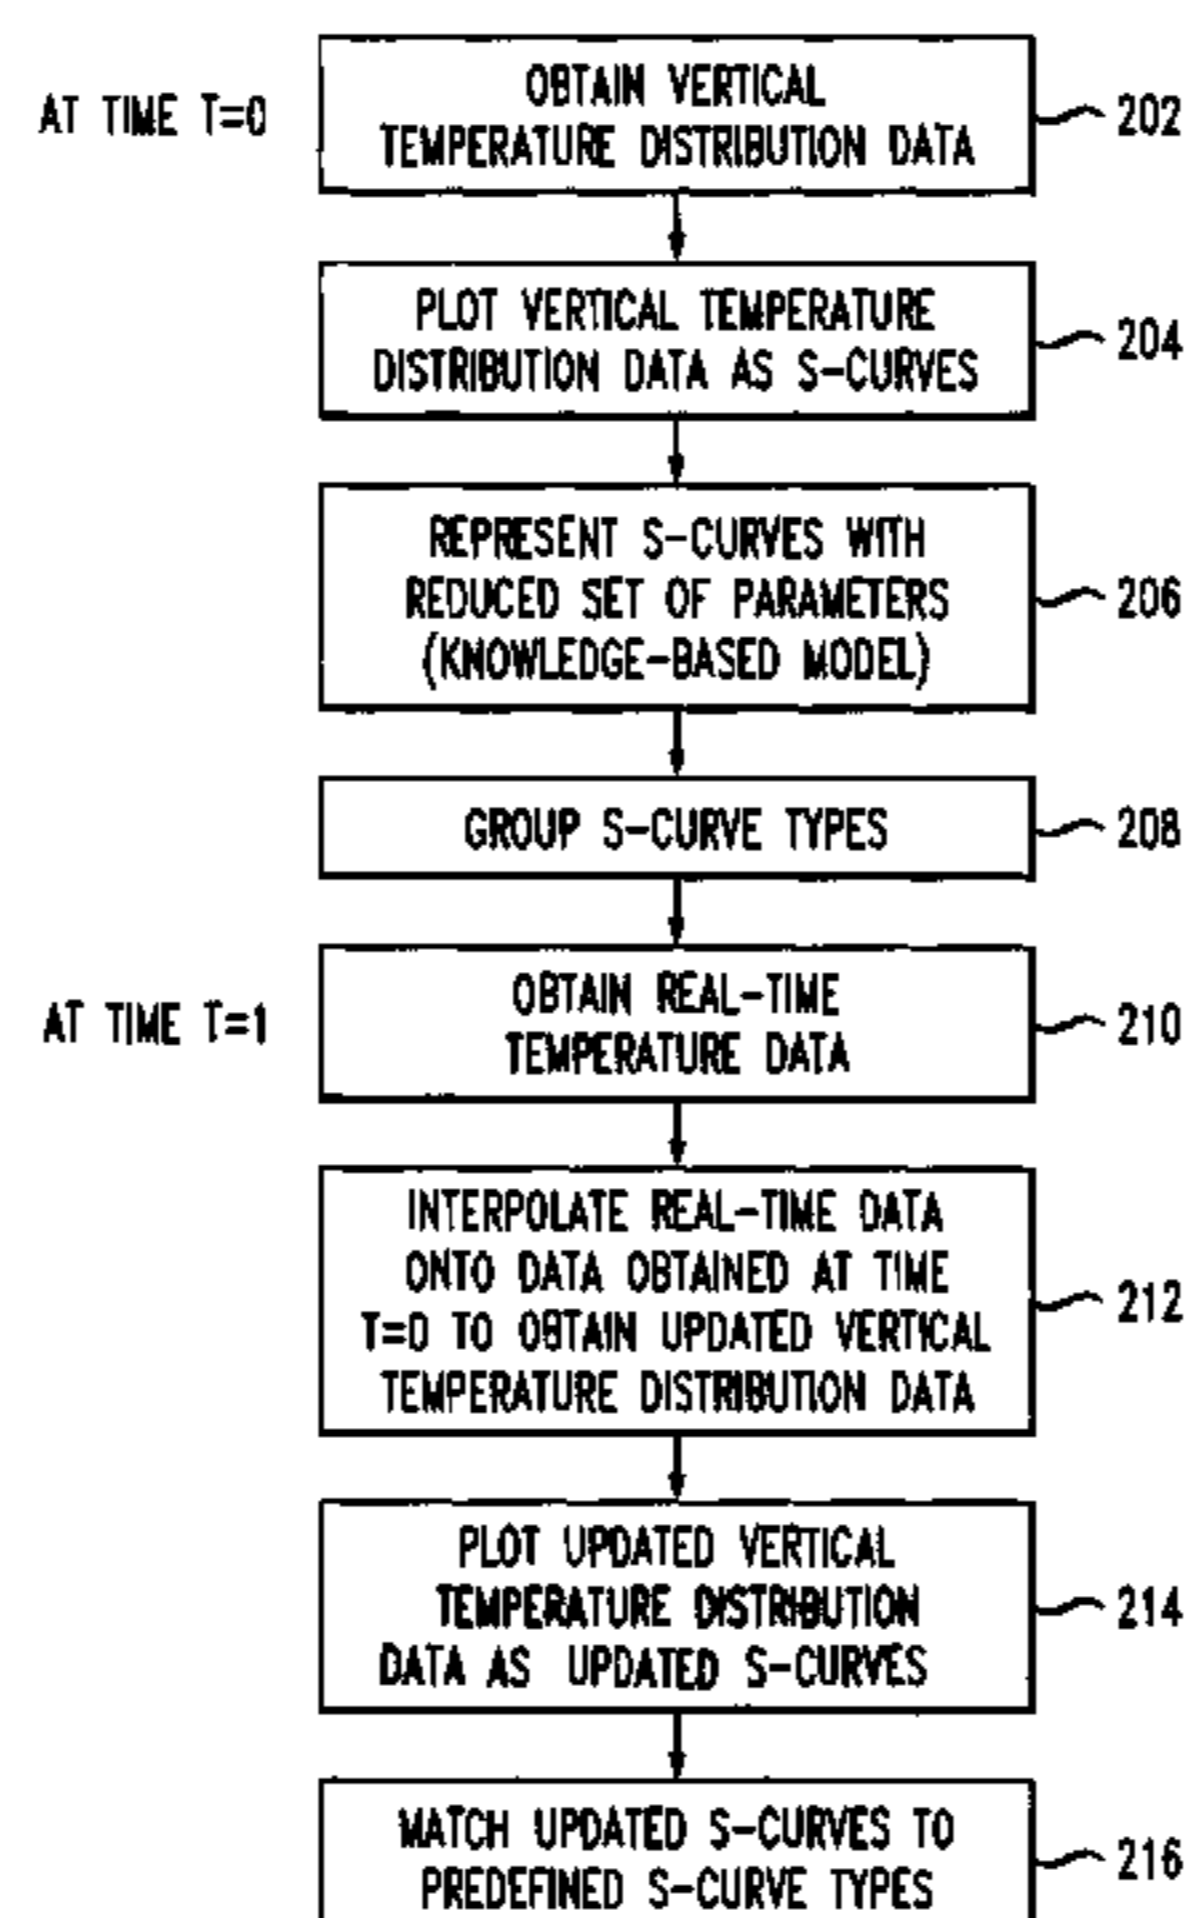 AT TIME T=0
OBTAIN VERTICAL
TEMPERATURE DISTRIBUTION DATA
202
PLOT VERTICAL TEMPERATURE
DISTRIBUTION DATA AS S-CURVES
204
REPRESENT S-CURVES WITH
REDUCED SET OF PARAMETERS
(KNOWLEDGE-BASED MODEL)
206
GROUP S-CURVE TYPES
208
AT TIME T=1
OBTAIN REAL-TIME
TEMPERATURE DATA
210
INTERPOLATE REAL-TIME DATA
ONTO DATA OBTAINED AT TIME
T=0 TO OBTAIN UPDATED VERTICAL
TEMPERATURE DISTRIBUTION DATA
212
PLOT UPDATED VERTICAL
TEMPERATURE DISTRIBUTION
DATA AS UPDATED S-CURVES
214
MATCH UPDATED S-CURVES TO
PREDEFINED S-CURVE TYPES
216